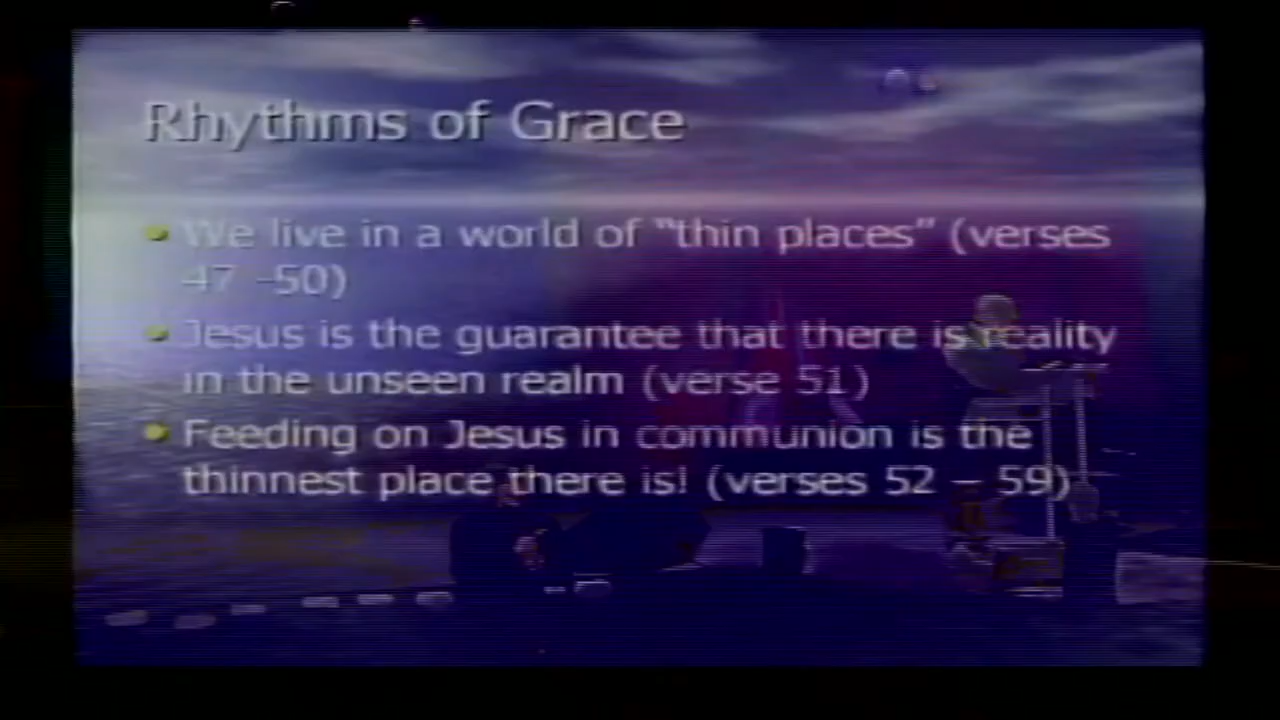 Rhythms of Grace
We live in a world of “thin places” (verses
47 -50)
Jesus is the guarantee that there is reality
in the unseen realm (verse 51)
Feeding on Jesus in communion is the
thinnest place there is! (verses 52 – 59)